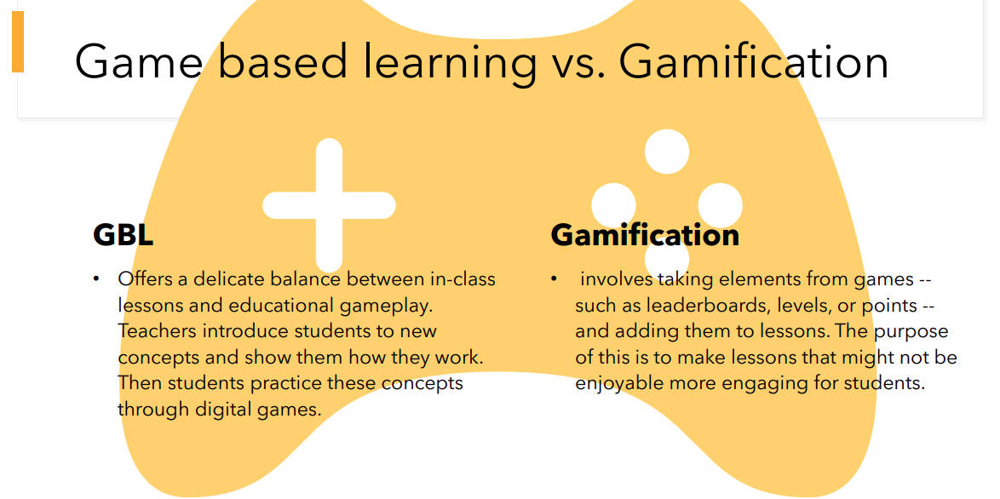 Game based learning vs. Gamification
GBL
• Offers a delicate balance between in-class
lessons and educational gameplay.
Teachers introduce students to new
concepts and show them how they work.
Then students practice these concepts
through digital games.
Gamification
• involves taking elements from games --
such as leaderboards, levels, or points --
and adding them to lessons. The purpose
of this is to make lessons that might not be
enjoyable more engaging for students.